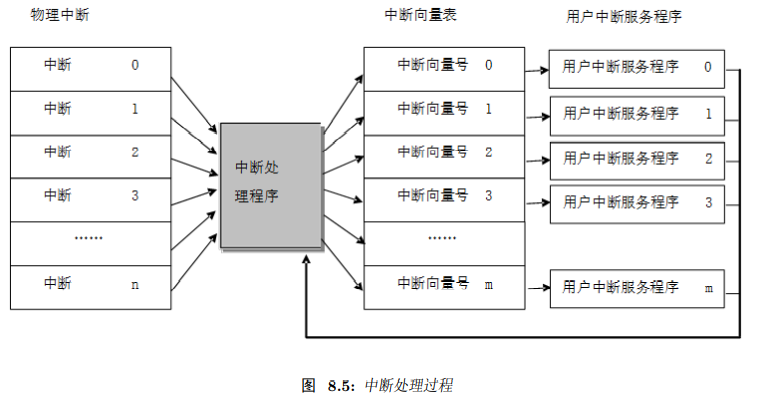 物理中断 中断向量表 用户中断服务程序
中断 0 中断向量号 0 用户中断服务程序 0
中断 1 中断向量号 1 用户中断服务程序 1
中断 2 中断向量号 2 用户中断服务程序 2
中断处
理程序
中断 3 中断向量号 3 用户中断服务程序 3
…… ……
中断 n 中断向量号 m 用户中断服务程序 m
图 8.5: 中断处理过程